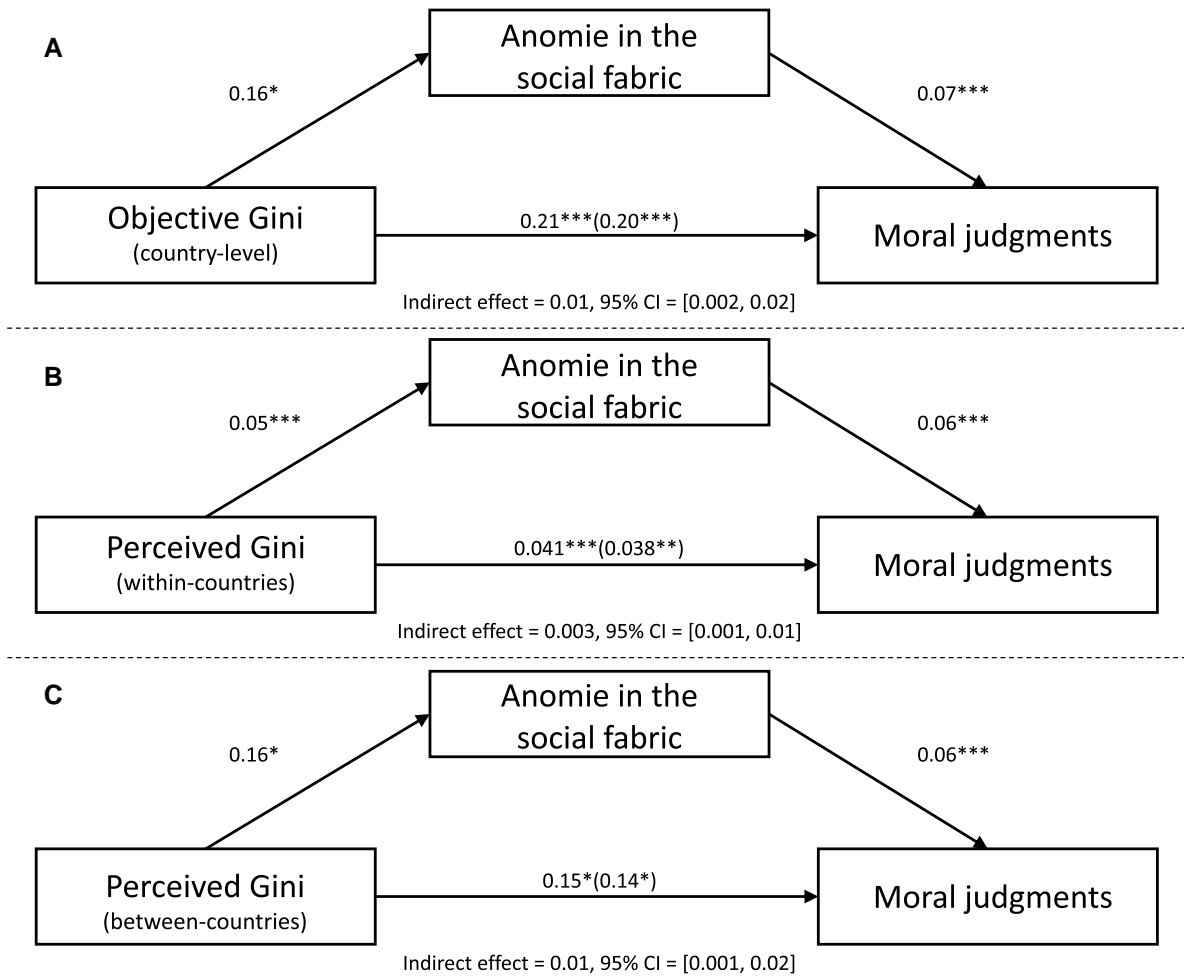 A
Anomie in the
social fabric
0.16*
0.07***
Objective Gini
(country-level)
0.21***(0.20***)
Moral judgments
Indirect effect = 0.01, 95% CI = [0.002, 0.02]
B
Anomie in the
social fabric
0.05***
0.06***
Perceived Gini
(within-countries)
0.041***(0.038**)
Moral judgments
Indirect effect = 0.003, 95% CI = [0.001, 0.01]
C
Anomie in the
social fabric
0.16*
0.06***
Perceived Gini
(between-countries)
0.15*(0.14*)
Moral judgments
Indirect effect = 0.01, 95% CI = [0.001, 0.02]